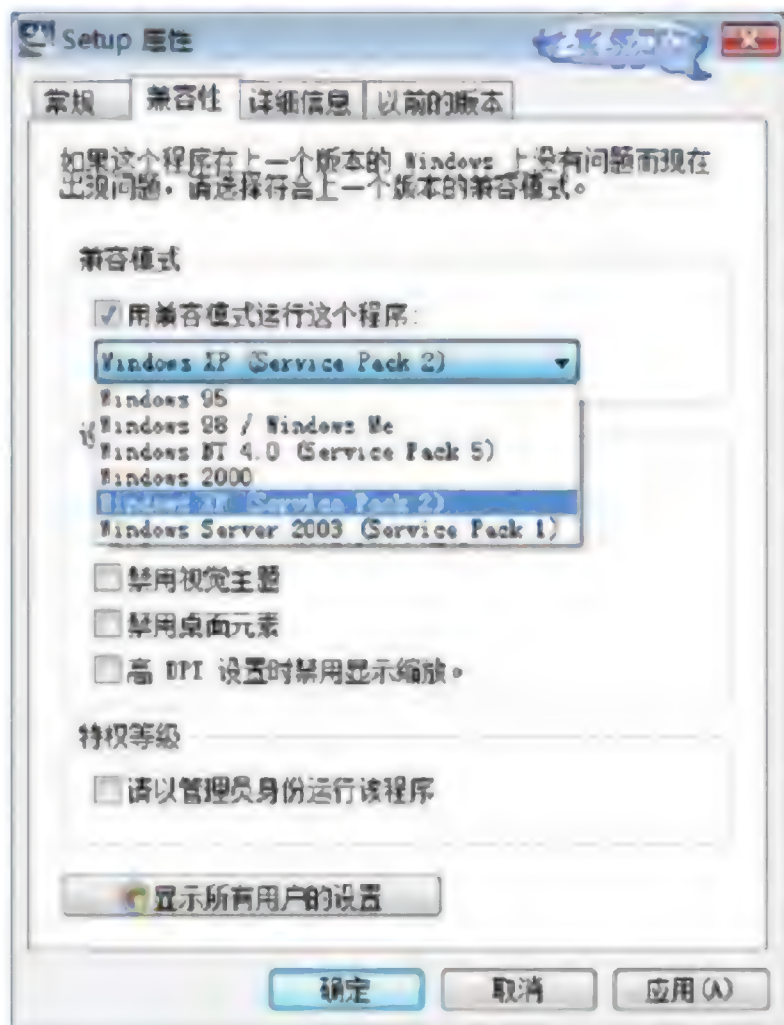 Setup 属性
常规 兼容性 详细信息 以前的版本
如果这个程序在上一个版本的 Windows 上没有问题而现在
出现问题，请选择符合上一个版本的兼容模式。
兼容模式
用兼容模式运行这个程序:
Windows XP (Service Pack 2)
Windows 95
Windows 98 / Windows Me
Windows NT 4.0 (Service Pack 5)
Windows 2000
Windows XP (Service Pack 2)
Windows Server 2003 (Service Pack 1)
禁用视觉主题
禁用桌面元素
高 DPI 设置时禁用显示缩放。
特权等级
请以管理员身份运行该程序
显示所有用户的设置
确定 取消 应用(A)